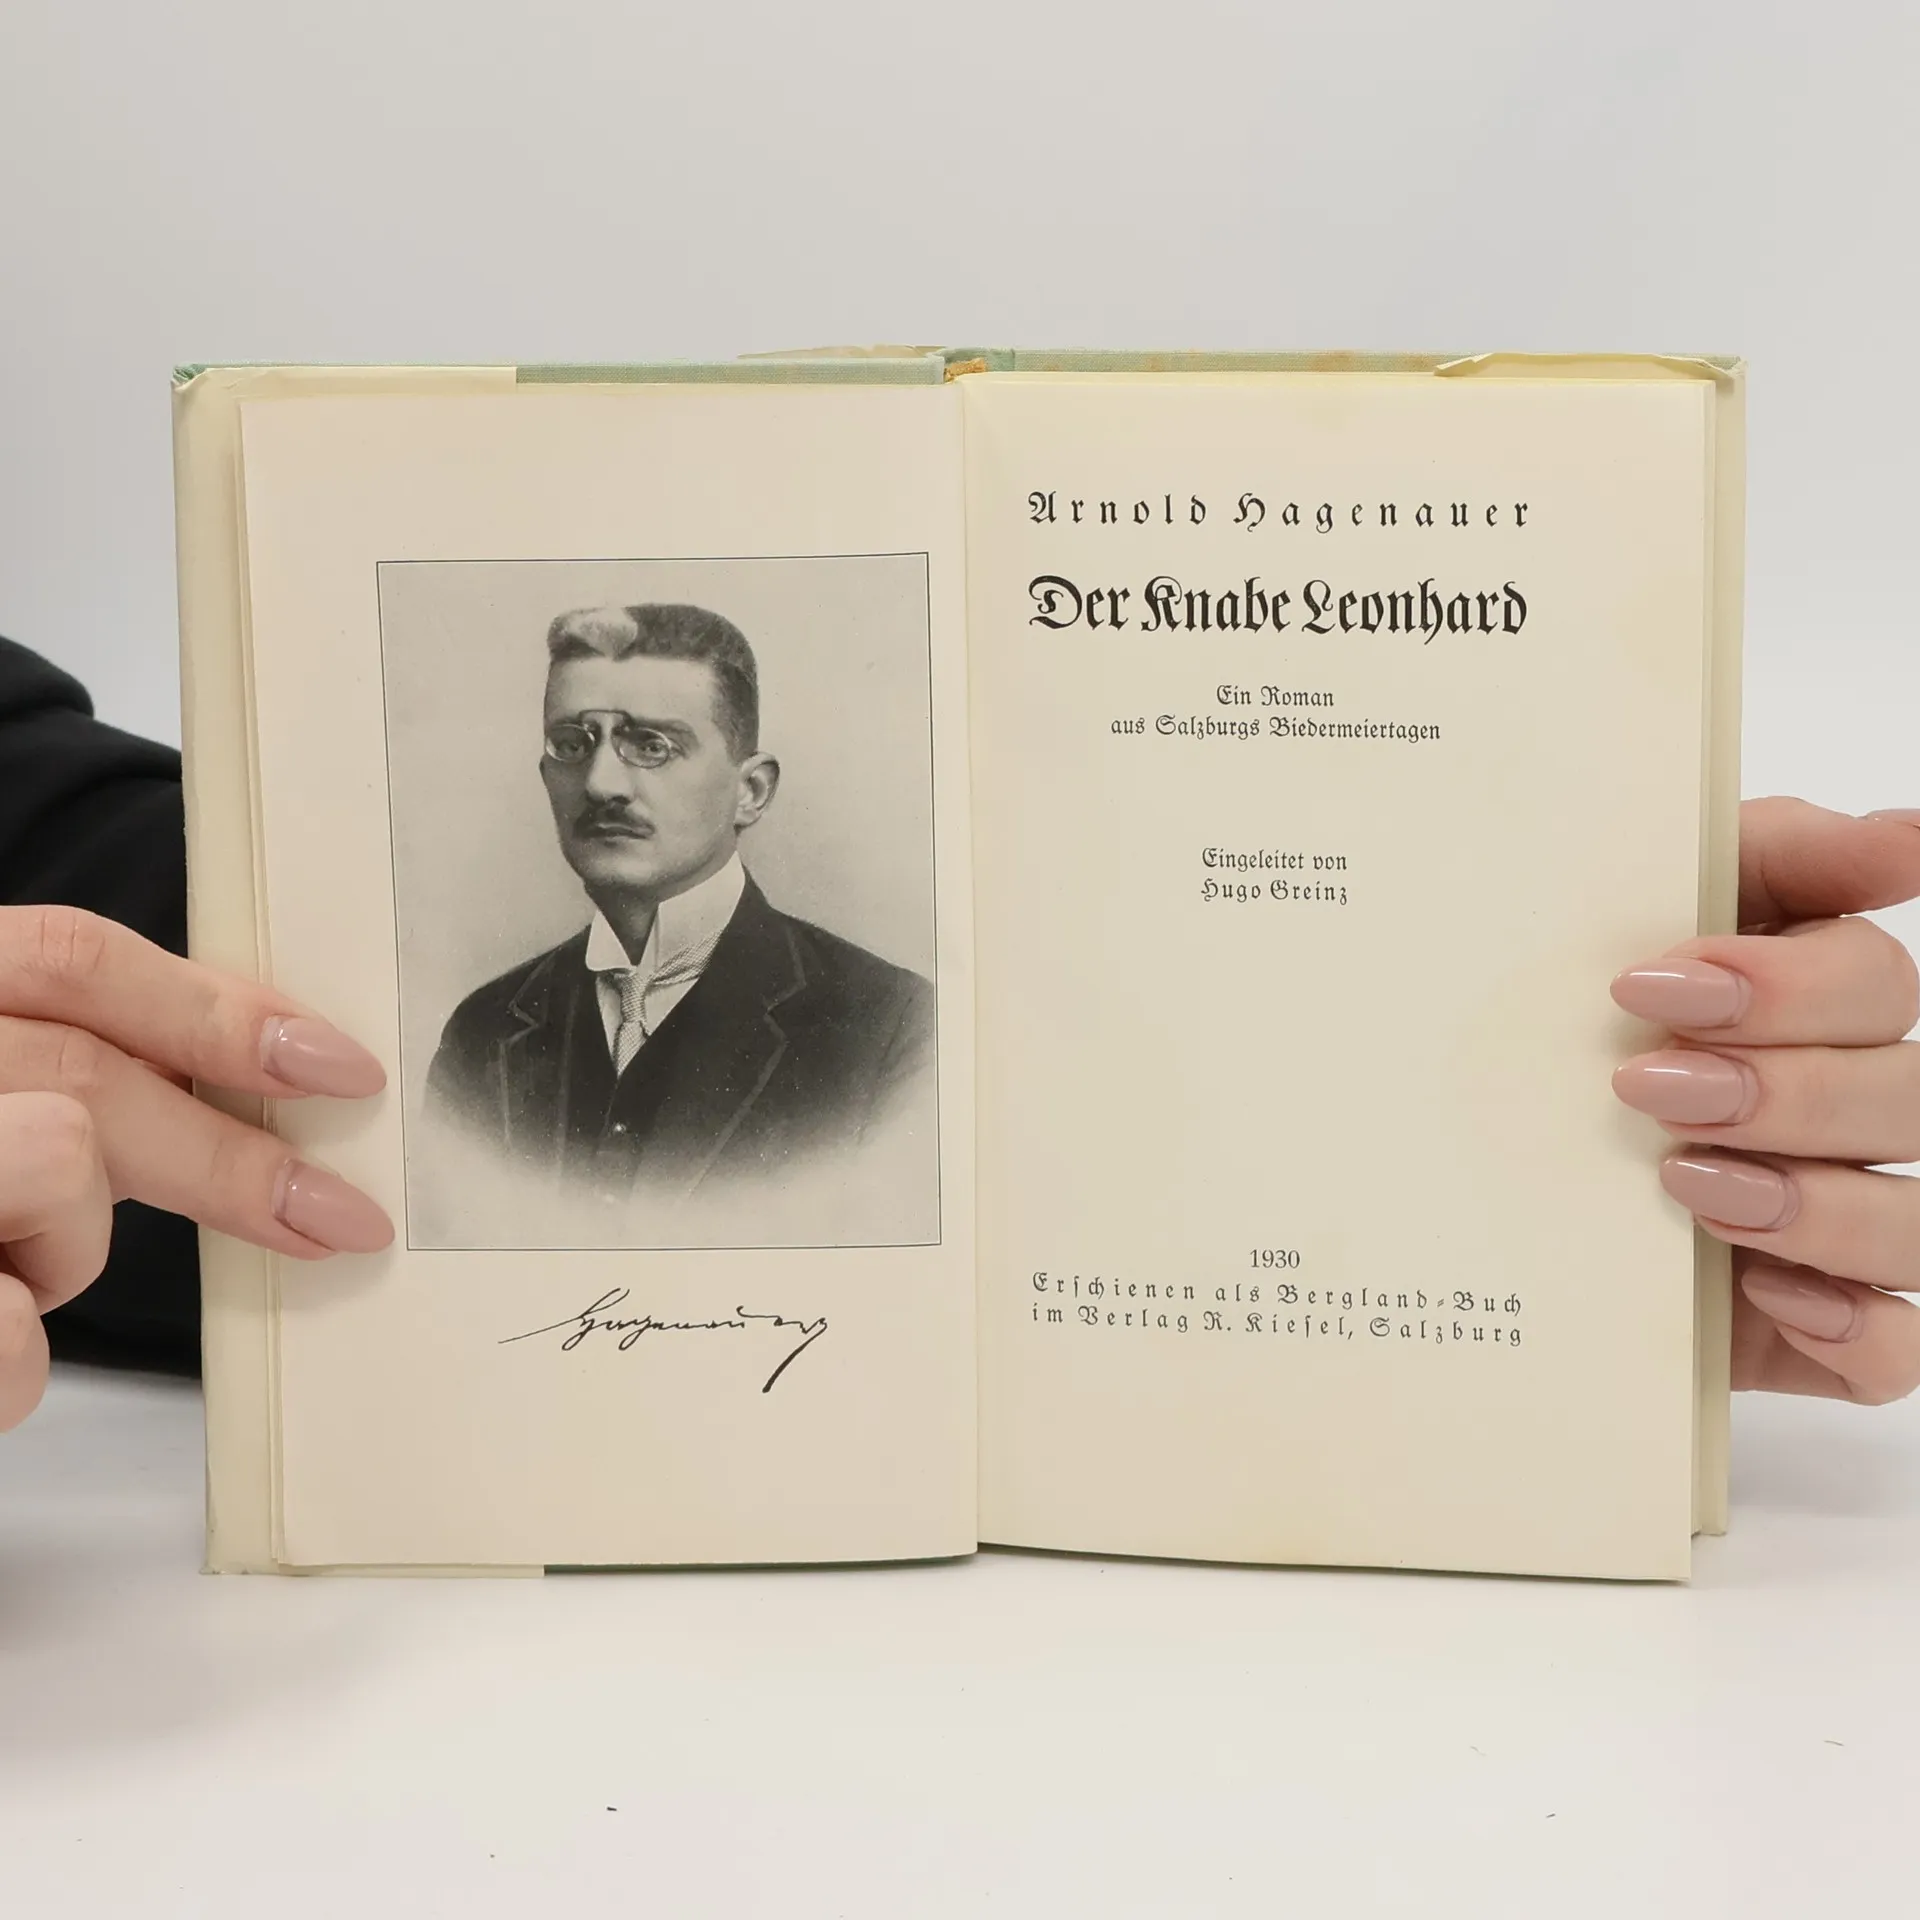 Hagenauer
Arnold Hagenauer
Der Knabe Leonhard
Ein Roman
aus Salzburgs Biedermeiertagen
Eingeleitet von
Hugo Greinz
1930
Erſchienen als Bergland-Buch
im Verlag R. Kieſel, Salzburg